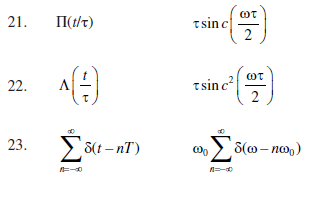 21. Π(t/τ) τ sin c(ωτ/2)
22. Λ(t/τ) τ sin c²(ωτ/2)
23. ∑_{n=-∞}^{∞} δ(t – nT) ω₀ ∑_{n=-∞}^{∞} δ(ω – nω₀)